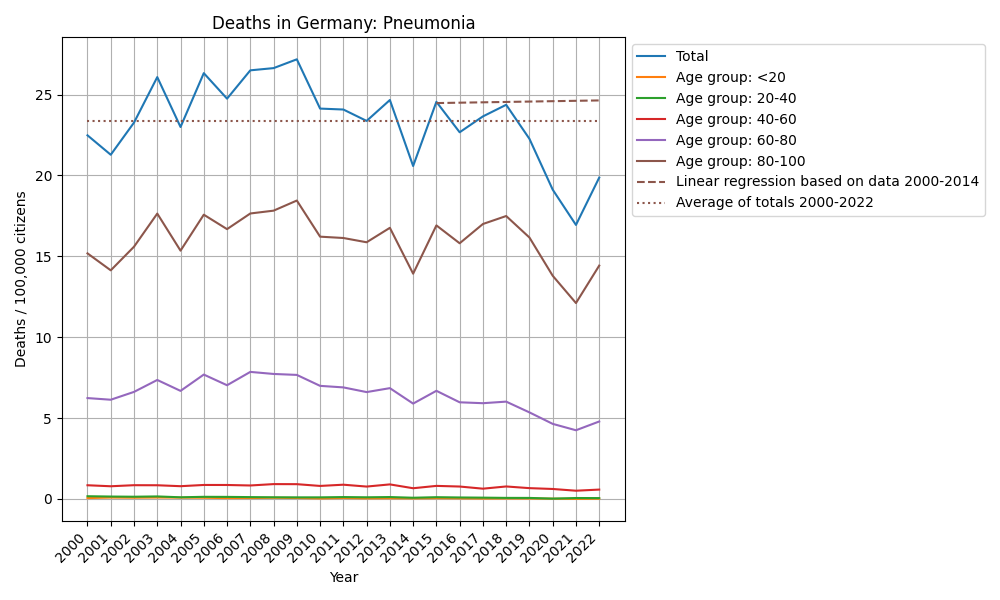 Deaths in Germany: Pneumonia
Total
Age group: <20
Age group: 20-40
Age group: 40-60
Age group: 60-80
Age group: 80-100
Linear regression based on data 2000-2014
Average of totals 2000-2022
Deaths / 100,000 citizens
25
20
15
10
5
0
2000
2001
2002
2003
2004
2005
2006
2007
2008
2009
2010
2011
2012
2013
2014
2015
2016
2017
2018
2019
2020
2021
2022
Year